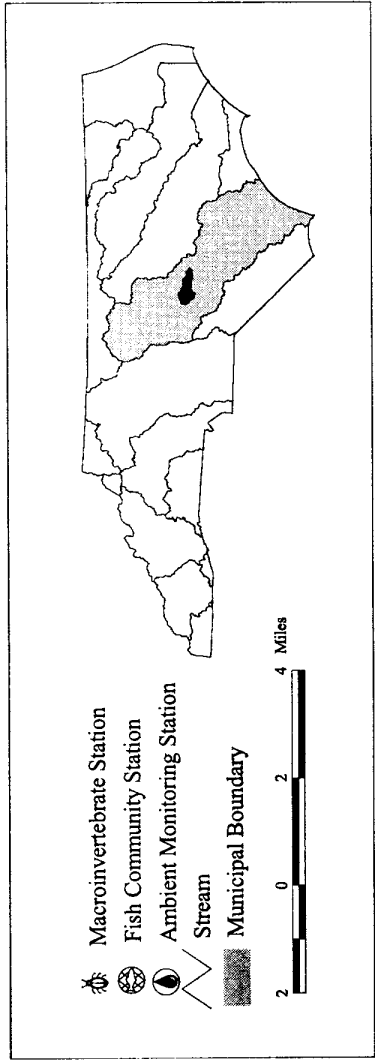 Macroinvertebrate Station
Fish Community Station
Ambient Monitoring Station
Stream
Municipal Boundary
2 0 2 4 Miles